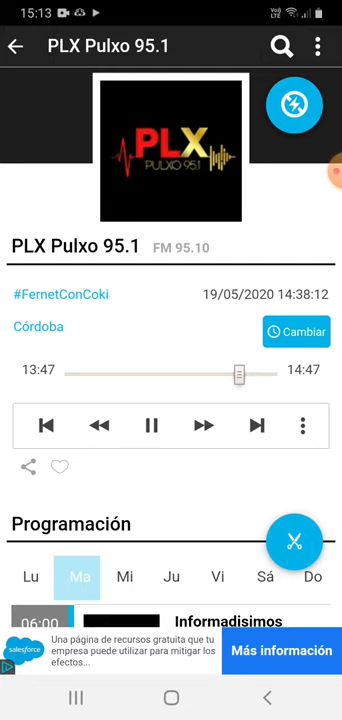 15:13
VoLTE
PLX Pulxo 95.1
PLX
PULXO 95.1
PLX Pulxo 95.1 FM 95.10
#FernetConCoki 19/05/2020 14:38:12
Córdoba Cambiar
13:47 14:47
Programación
Lu Ma Mi Ju Vi Sá Do
06:00 Informadisimos
salesforce
Una página de recursos gratuita que tu
empresa puede utilizar para mitigar los
efectos...
Más información